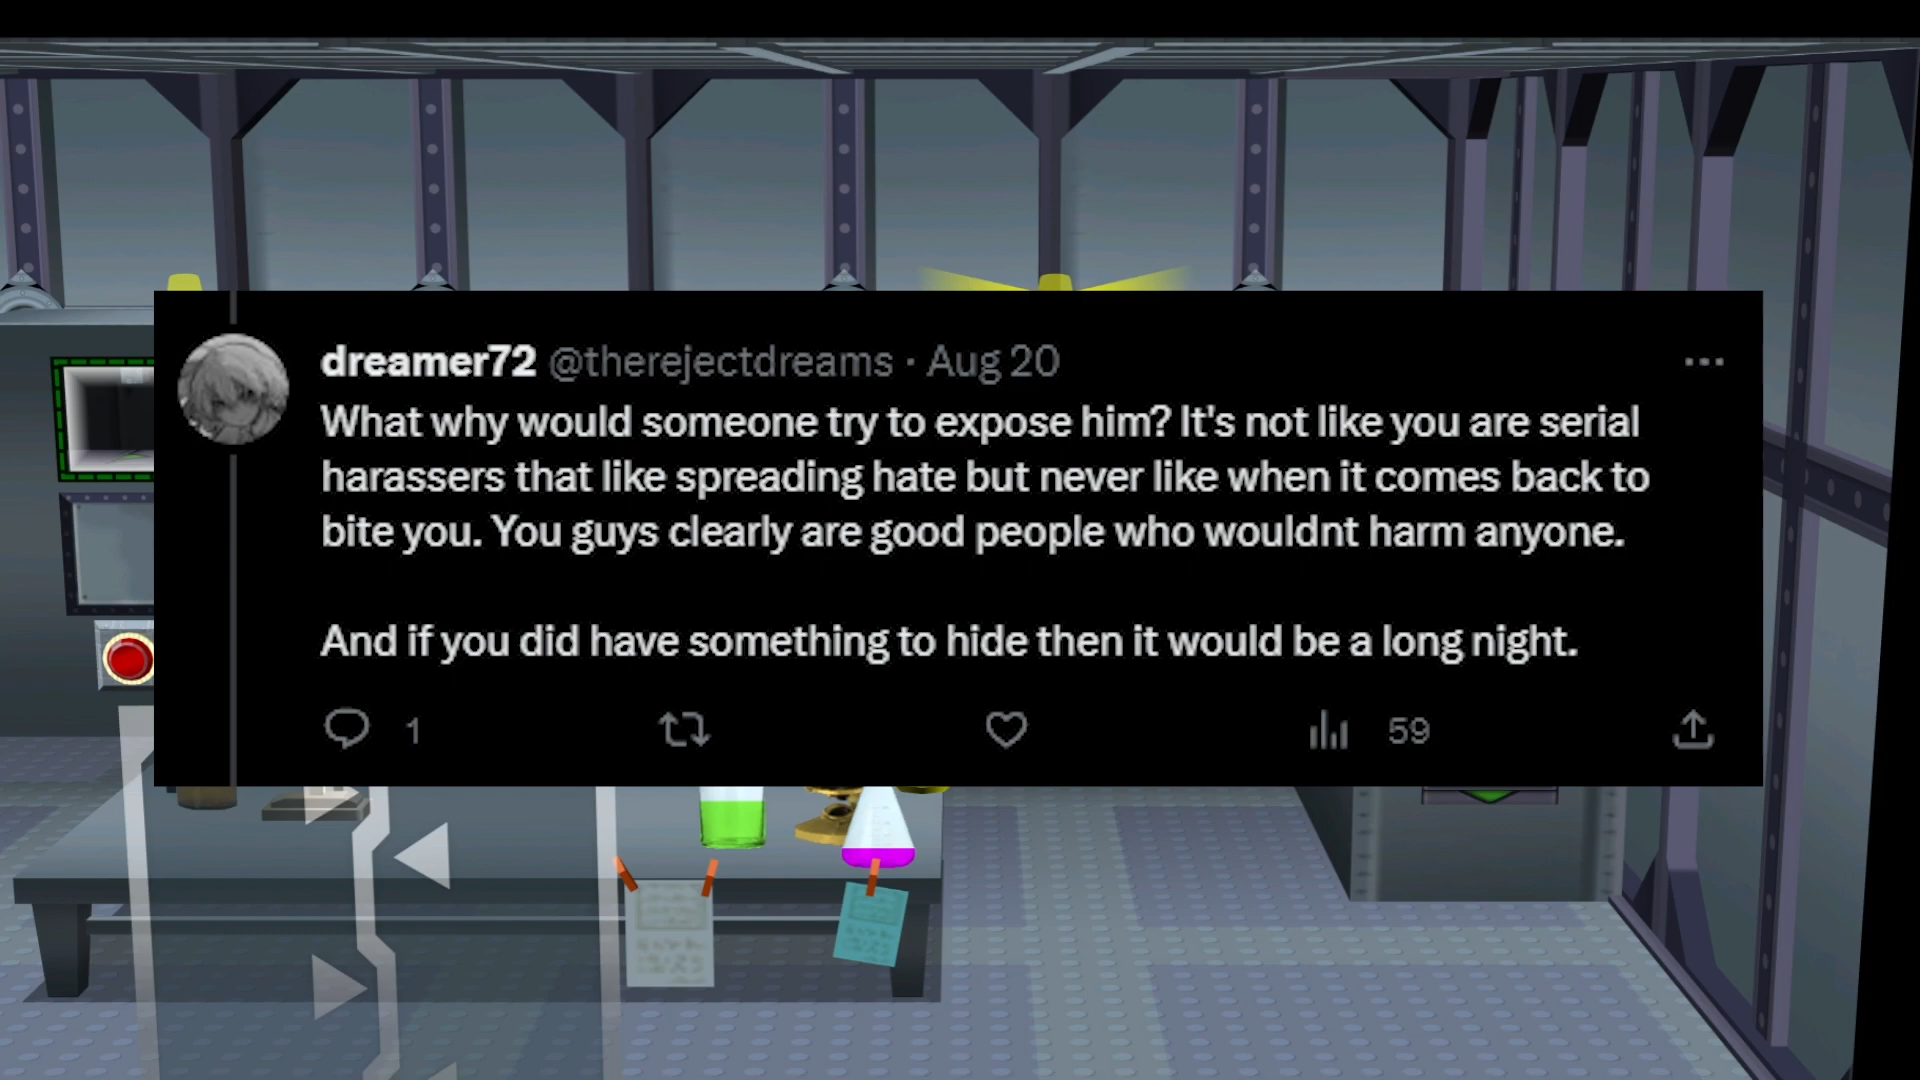 dreamer72 @therejectdreams · Aug 20
What why would someone try to expose him? It's not like you are serial
harassers that like spreading hate but never like when it comes back to
bite you. You guys clearly are good people who wouldnt harm anyone.
And if you did have something to hide then it would be a long night.
1 59